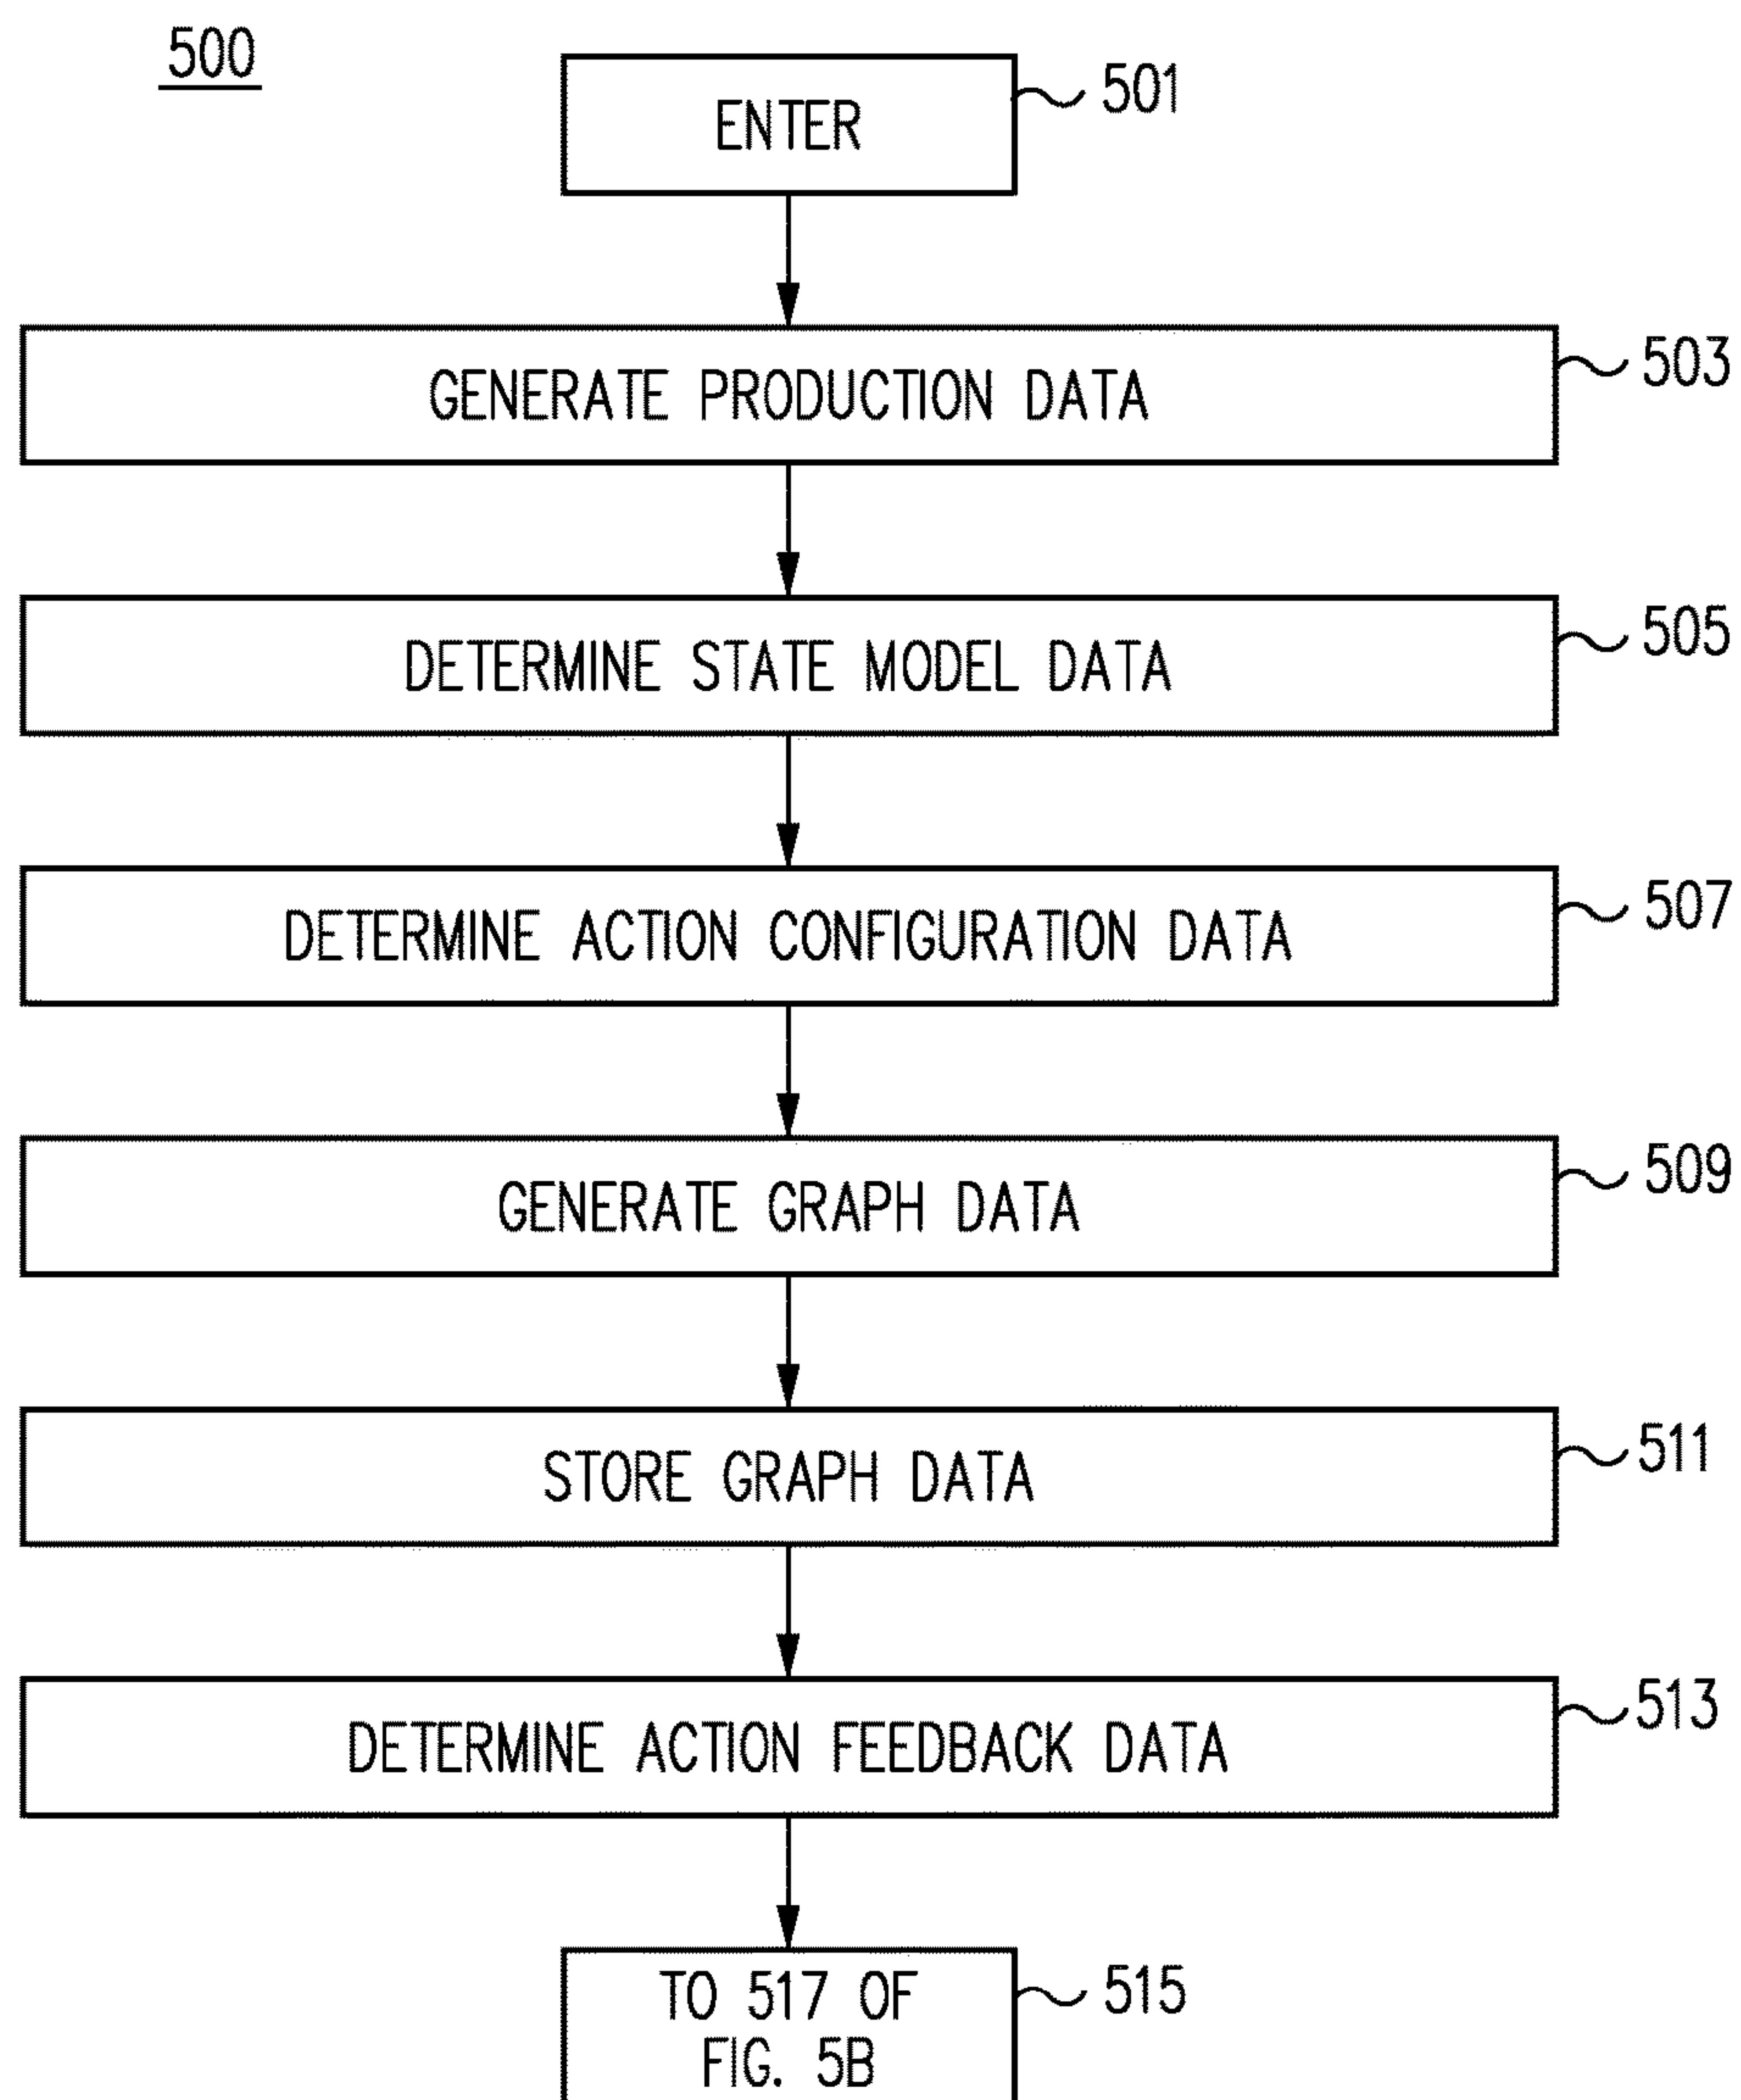 500
ENTER
501
GENERATE PRODUCTION DATA
503
DETERMINE STATE MODEL DATA
505
DETERMINE ACTION CONFIGURATION DATA
507
GENERATE GRAPH DATA
509
STORE GRAPH DATA
511
DETERMINE ACTION FEEDBACK DATA
513
TO 517 OF
FIG. 5B
515